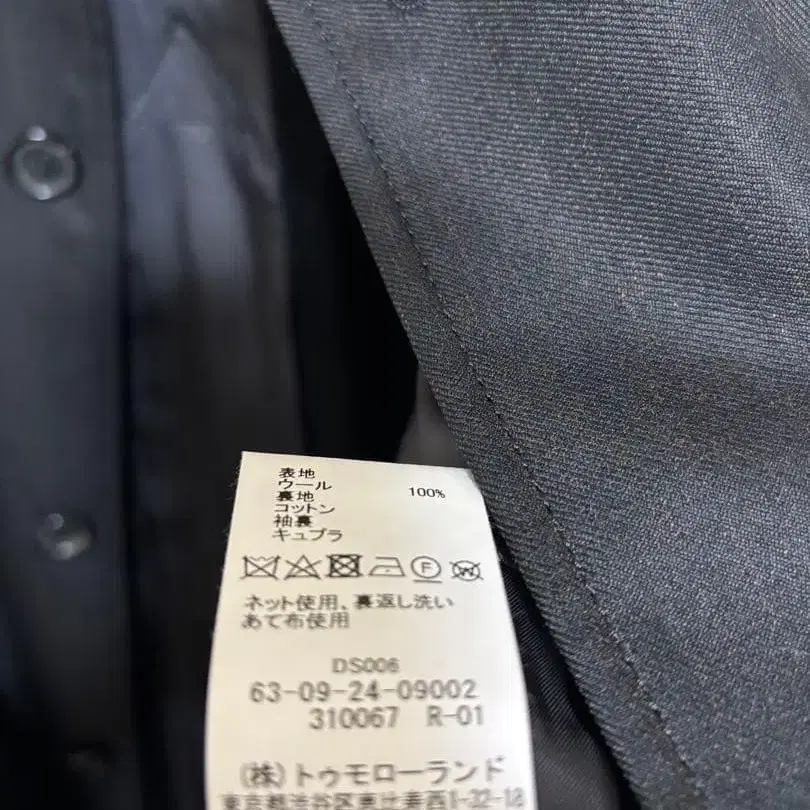 表地
ウール 100%
裏地
コットン
袖裏
キュプラ
F W
ネット使用、裏返し洗い
あて布使用
DS006
63-09-24-09002
310067 R-01
(株)トゥモローランド
東京都渋谷区恵比寿西1-32-18